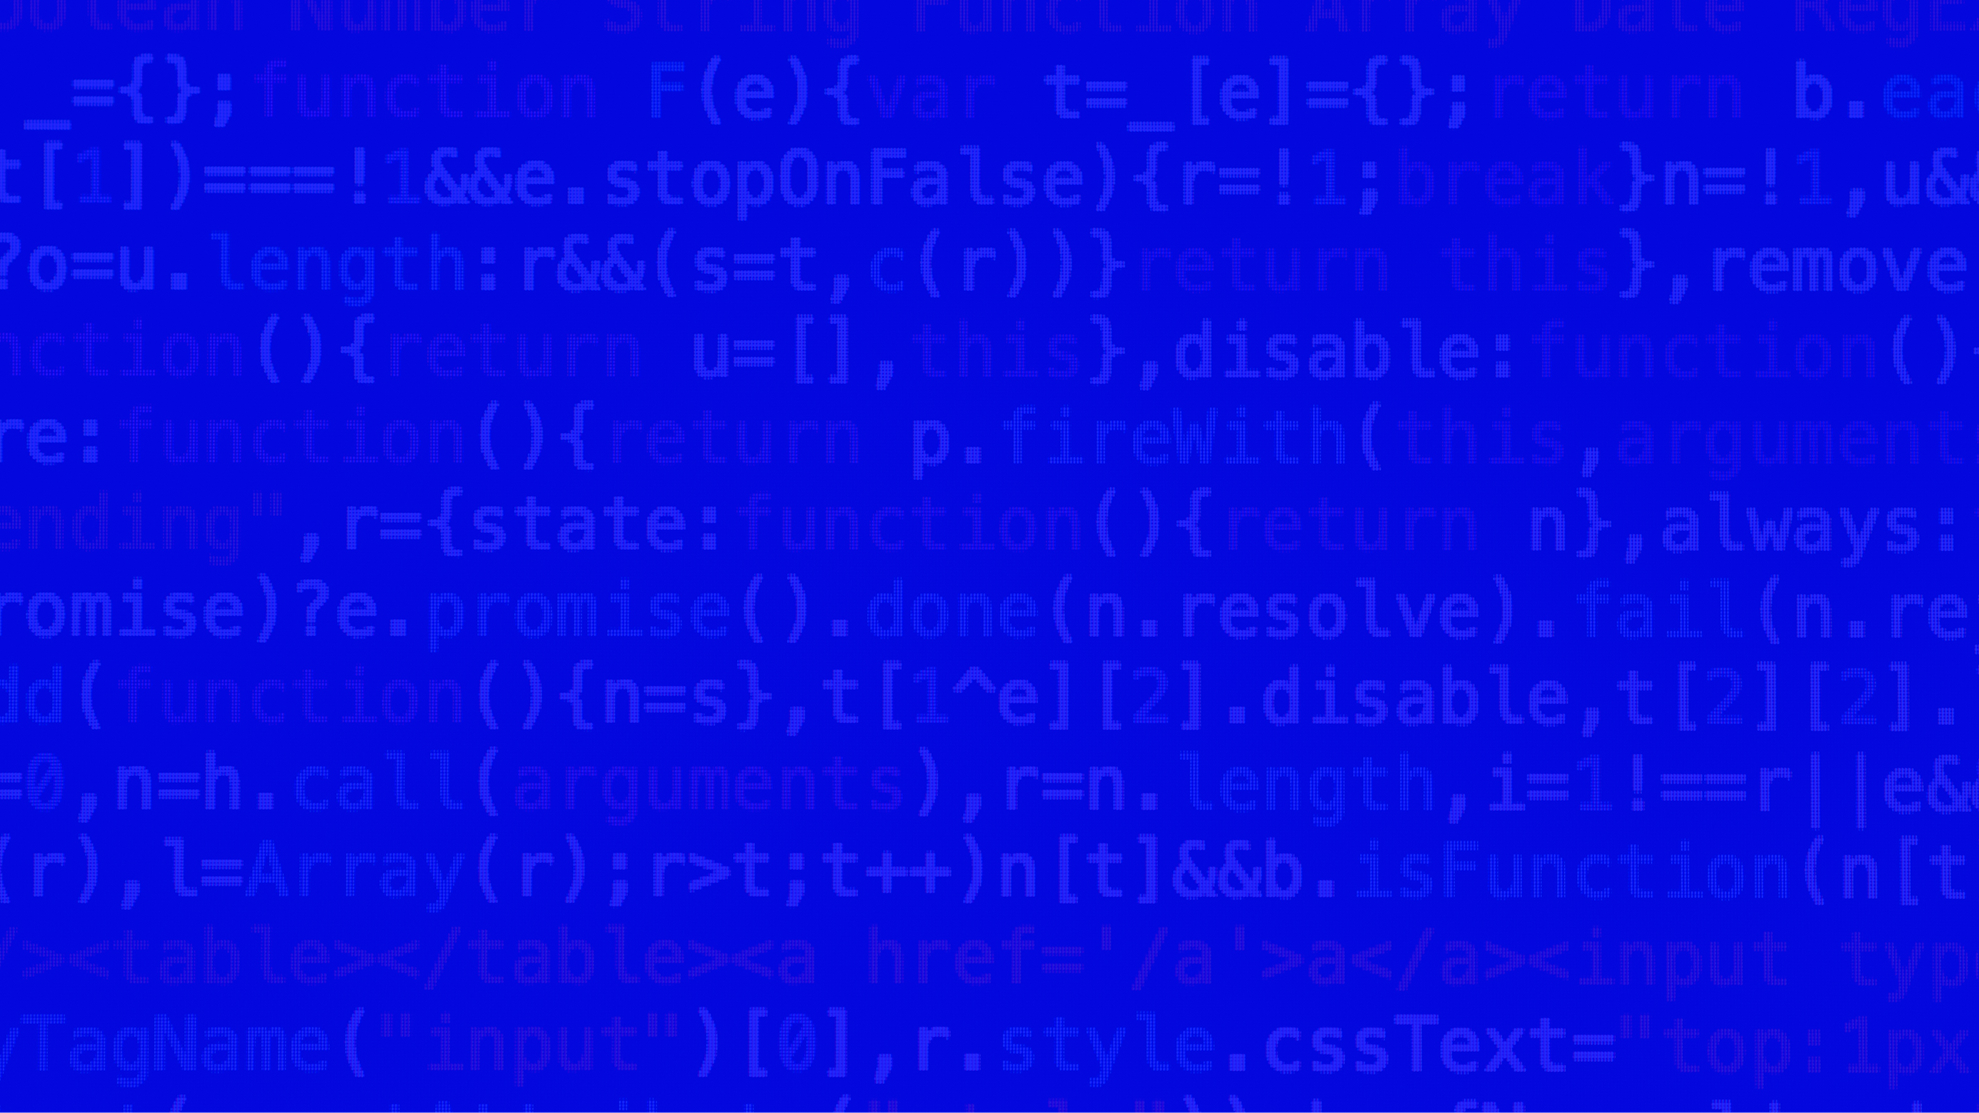 oolean Number String Function Array Date RegE
_={};function F(e){var t=_[e]={};return b.ea
t[1])===!1&&e.stopOnFalse){r=!1;break}n=!1,u&
?o=u.length:r&&(s=t,c(r))}return this},remove
nction(){return u=[],this},disable:function()
re:function(){return p.fireWith(this,argument
ending",r={state:function(){return n},always:
romise)?e.promise().done(n.resolve).fail(n.re
dd(function(){n=s},t[1^e][2].disable,t[2][2].
=0,n=h.call(arguments),r=n.length,i=1!==r||e&
(r),l=Array(r);r>t;t++)n[t]&&b.isFunction(n[t
/><table></table><a href='/a'>a</a><input typ
yTagName("input")[0],r.style.cssText="top:1px